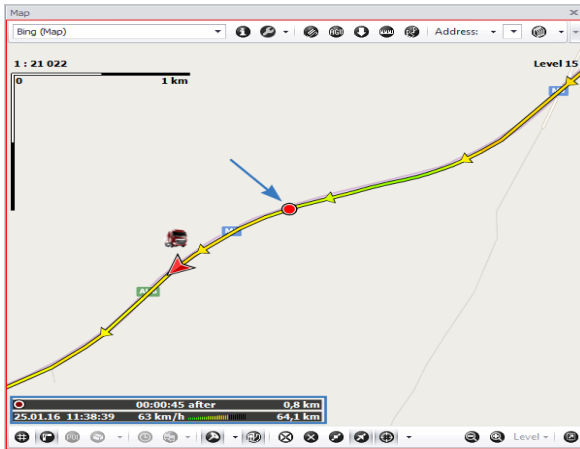 Map
Bing (Map)
Address:
1 : 21 022
Level 15
0
1 km
00:00:45 after 0,8 km
25.01.16 11:38:39 63 km/h 64,1 km
Level